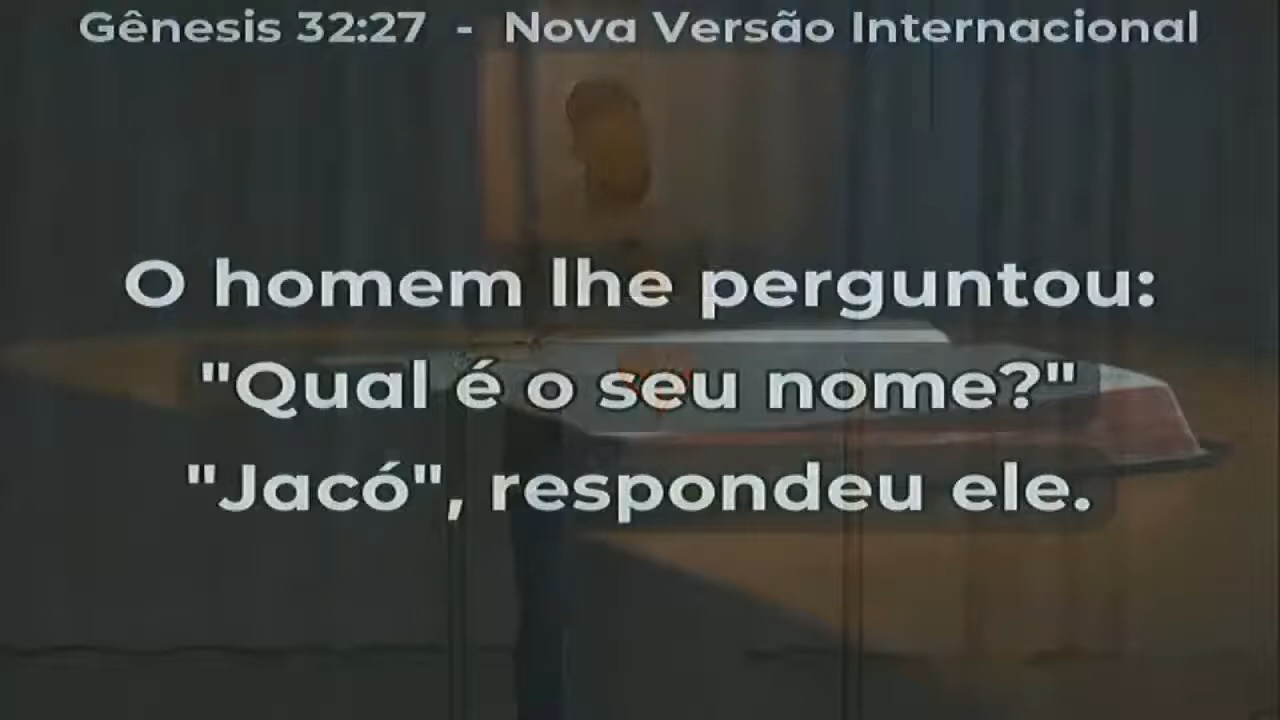 Gênesis 32:27 - Nova Versão Internacional
O homem lhe perguntou:
"Qual é o seu nome?"
"Jacó", respondeu ele.